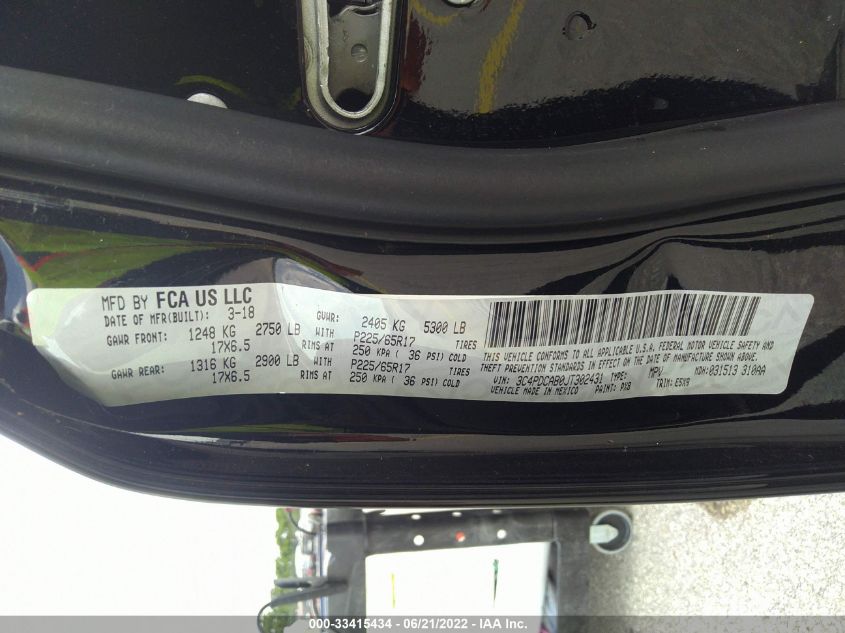 MFD BY FCA US LLC
DATE OF MFR(BUILT): 3-18 GVWR: 2405 KG 5300 LB
GAWR FRONT: 1248 KG 2750 LB WITH P225/65R17 TIRES
17X6.5 RIMS AT 250 KPA ( 36 PSI) COLD
GAWR REAR: 1316 KG 2900 LB WITH P225/65R17 TIRES
17X6.5 RIMS AT 250 KPA ( 36 PSI) COLD
THIS VEHICLE CONFORMS TO ALL APPLICABLE U.S.A. FEDERAL MOTOR VEHICLE SAFETY AND
THEFT PREVENTION STANDARDS IN EFFECT ON THE DATE OF MANUFACTURE SHOWN ABOVE.
VIN: 3C4PDCAB0JT302431 TYPE: MPV MDH: 031513 310AA
VEHICLE MADE IN MEXICO PAINT: PX8 TRIM: E5X9
000-33415434 - 06/21/2022 - IAA Inc.